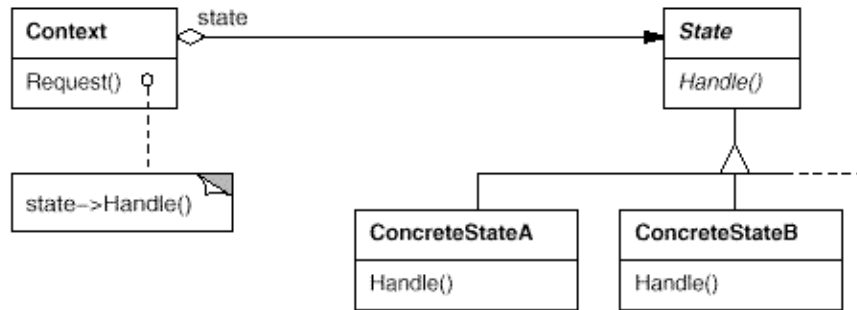 state
Context
State
Request()
Handle()
state->Handle()
ConcreteStateA
ConcreteStateB
Handle()
Handle()